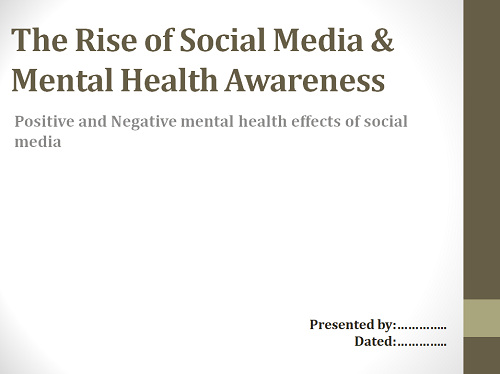 The Rise of Social Media &
Mental Health Awareness
Positive and Negative mental health effects of social
media
Presented by:…………..
Dated:…………..